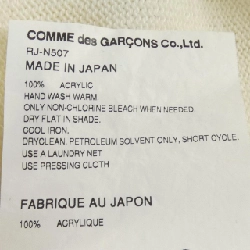 COMME des GARÇONS Co.,Ltd.
RJ-N507
MADE IN JAPAN
100% ACRYLIC
HAND WASH WARM
ONLY NON-CHLORINE BLEACH WHEN NEEDED
DRY FLAT IN SHADE.
COOL IRON.
DRYCLEAN, PETROLEUM SOLVENT ONLY, SHORT CYCLE.
USE A LAUNDRY NET
USE PRESSING CLOTH
FABRIQUE AU JAPON
100% ACRYLIQUE